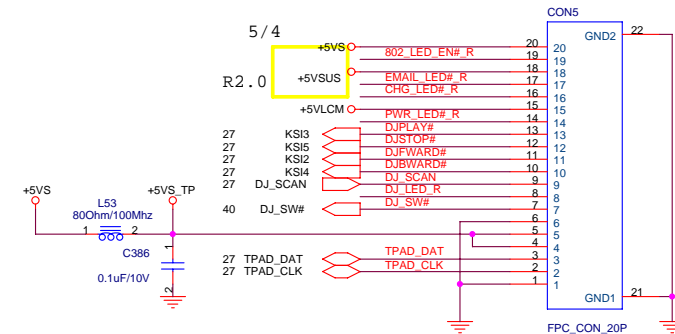 CON5
5/4
+5VS 20 20 GND2 22
802_LED_EN#_R 19 19
R2.0 +5VSUS 18 18
EMAIL_LED#_R 17 17
CHG_LED#_R 16 16
+5VLCM 15 15
PWR_LED#_R 14 14
27 KSI3 DJPLAY# 13 13
27 KSI5 DJSTOP# 12 12
27 KSI2 DJFWARD# 11 11
27 KSI4 DJBWARD# 10 10
27 DJ_SCAN DJ_SCAN 9 9
+5VS +5VS_TP DJ_LED_R 8 8
L53
40 DJ_SW# DJ_SW# 7 7
80Ohm/100Mhz
6 6
1 2 5 5
4 4
C386 1
27 TPAD_DAT TPAD_DAT 3 3
27 TPAD_CLK TPAD_CLK 2 2
0.1uF/10V 1 1
2 GND1 21
FPC_CON_20P